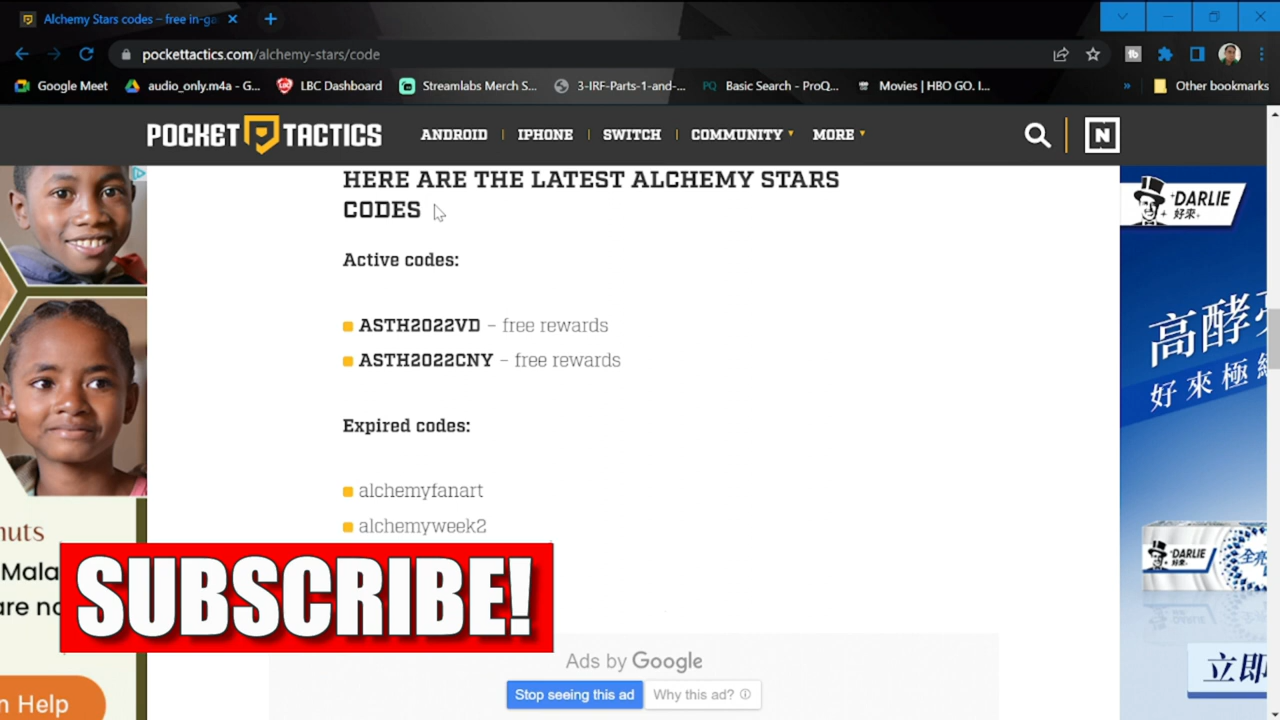 Alchemy Stars codes – free in-ga
pockettactics.com/alchemy-stars/code
Google Meet
audio_only.m4a - G...
LBC Dashboard
Streamlabs Merch S...
3-IRF-Parts-1-and-...
PQ Basic Search - ProQ...
Movies | HBO GO. I...
»
Other bookmarks
POCKET TACTICS
ANDROID
IPHONE
SWITCH
COMMUNITY
MORE
N
HERE ARE THE LATEST ALCHEMY STARS
CODES
Active codes:
ASTH2022VD – free rewards
ASTH2022CNY – free rewards
Expired codes:
alchemyfanart
alchemyweek2
SUBSCRIBE!
Ads by Google
Stop seeing this ad
Why this ad?
nuts
Mala
are no
n Help
DARLIE
好來
高酵
好來極
DARLIE
立即